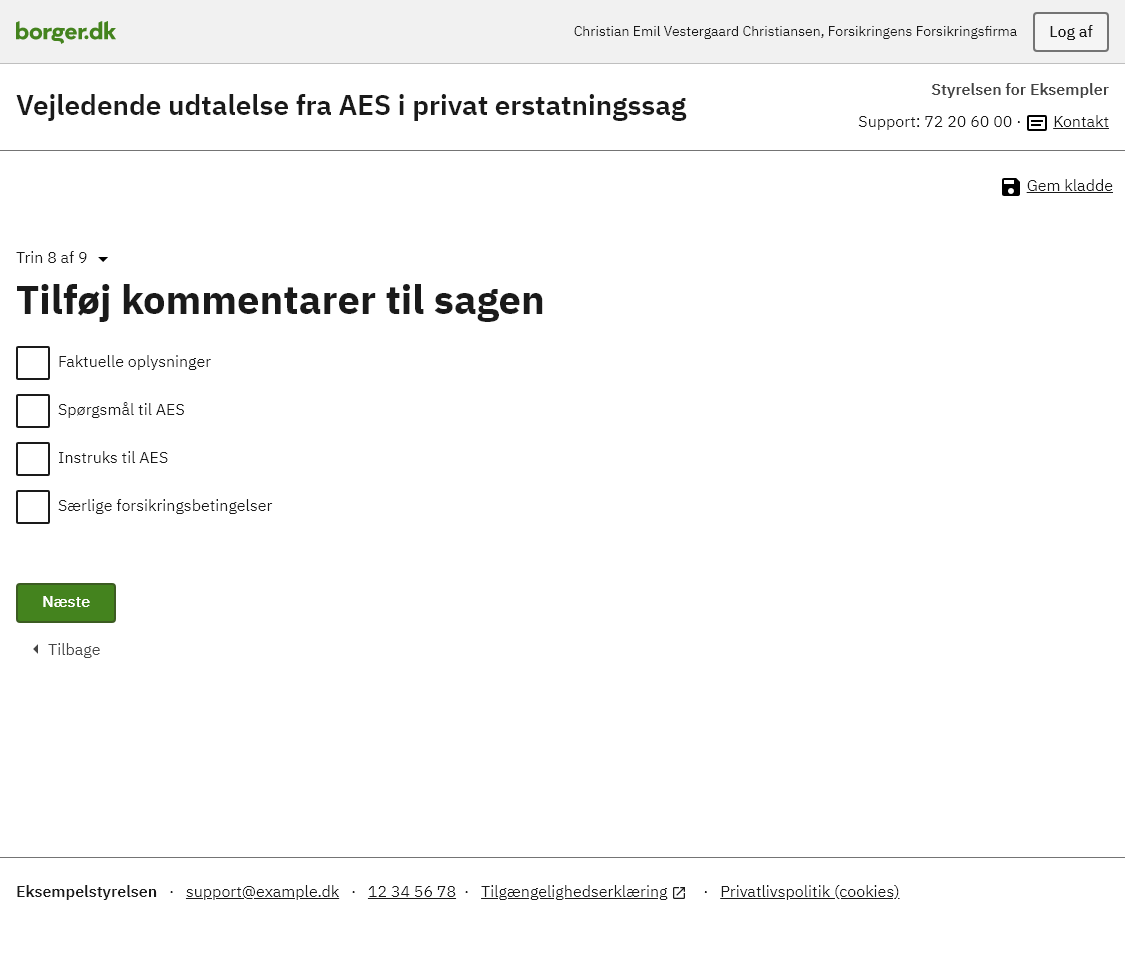 borger.dk
Christian Emil Vestergaard Christiansen, Forsikringens Forsikringsfirma
Log af
Vejledende udtalelse fra AES i privat erstatningssag
Styrelsen for Eksempler
Support: 72 20 60 00 · Kontakt
Gem kladde
Trin 8 af 9
Tilføj kommentarer til sagen
Faktuelle oplysninger
Spørgsmål til AES
Instruks til AES
Særlige forsikringsbetingelser
Næste
Tilbage
Eksempelstyrelsen · support@example.dk · 12 34 56 78 · Tilgængelighedserklæring · Privatlivspolitik (cookies)